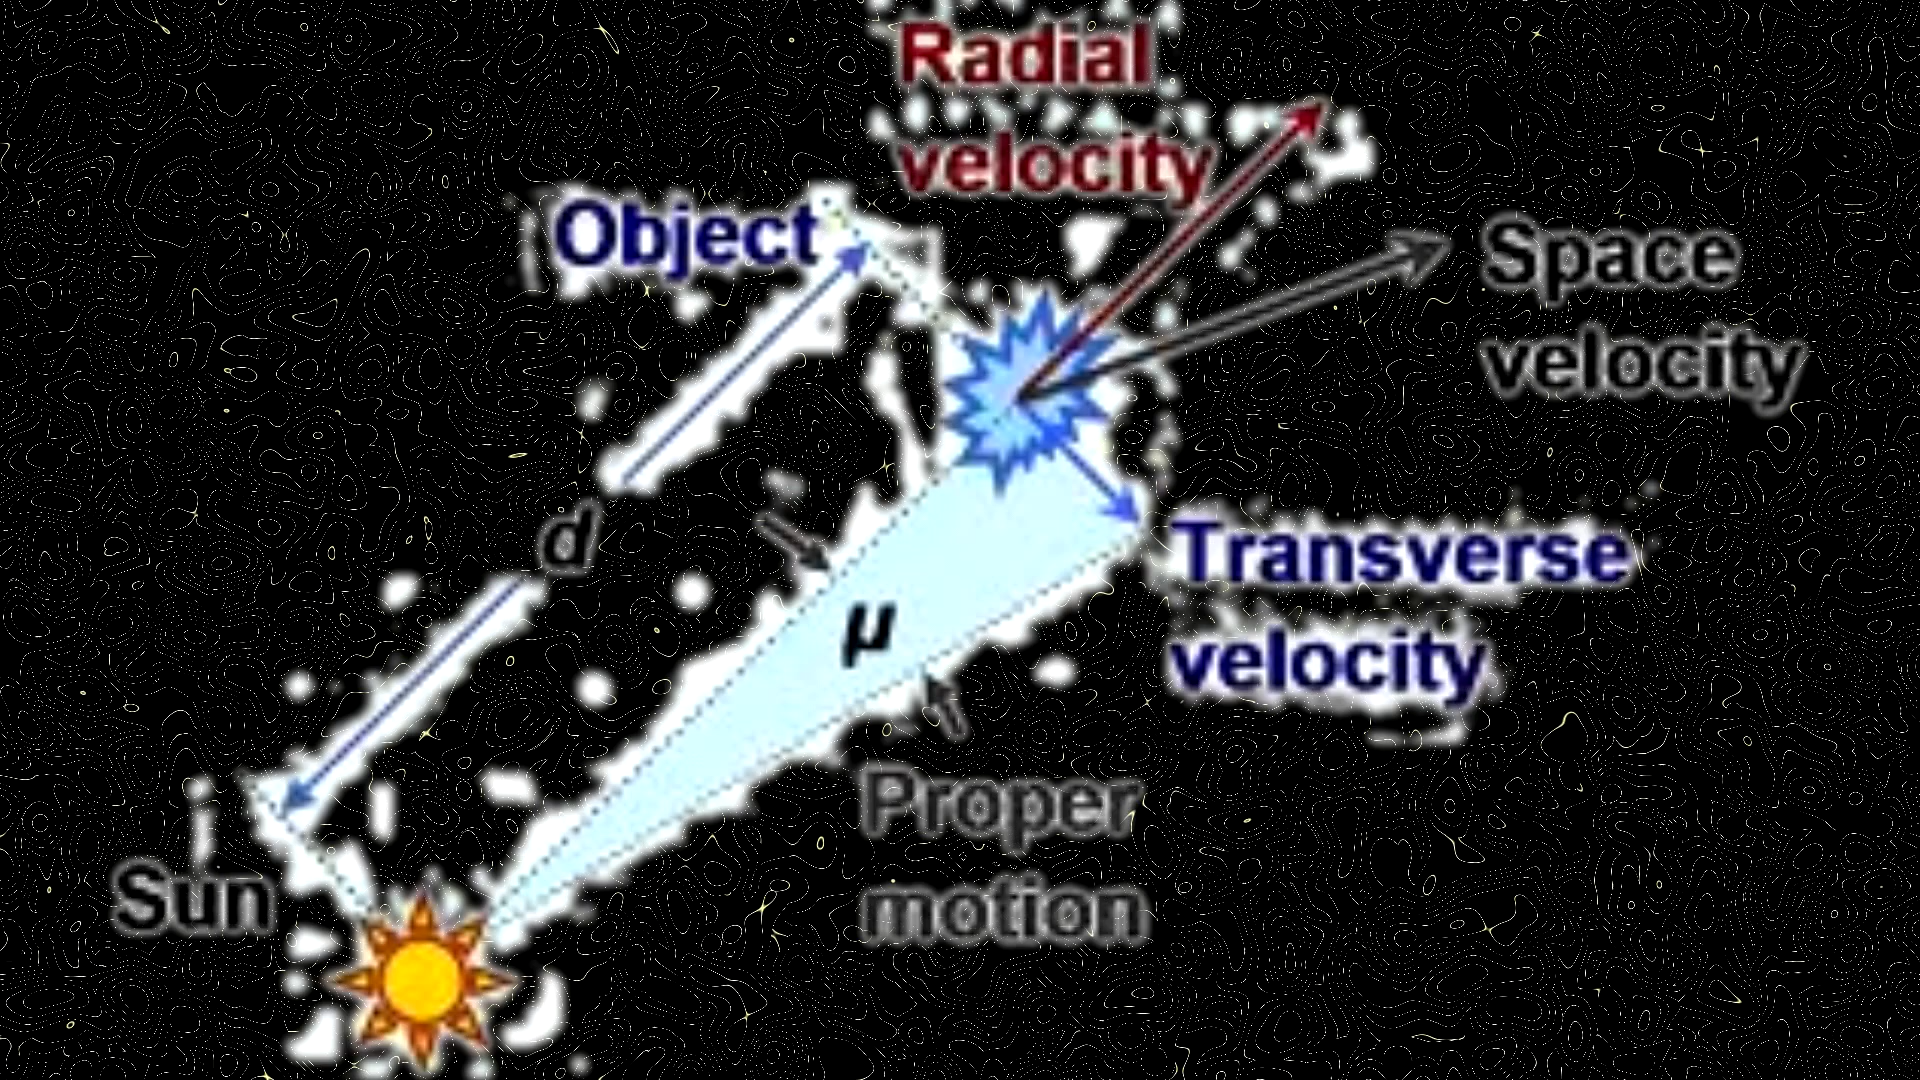 Radial
velocity
Object
Space
velocity
d
Transverse
velocity
μ
Proper
motion
Sun